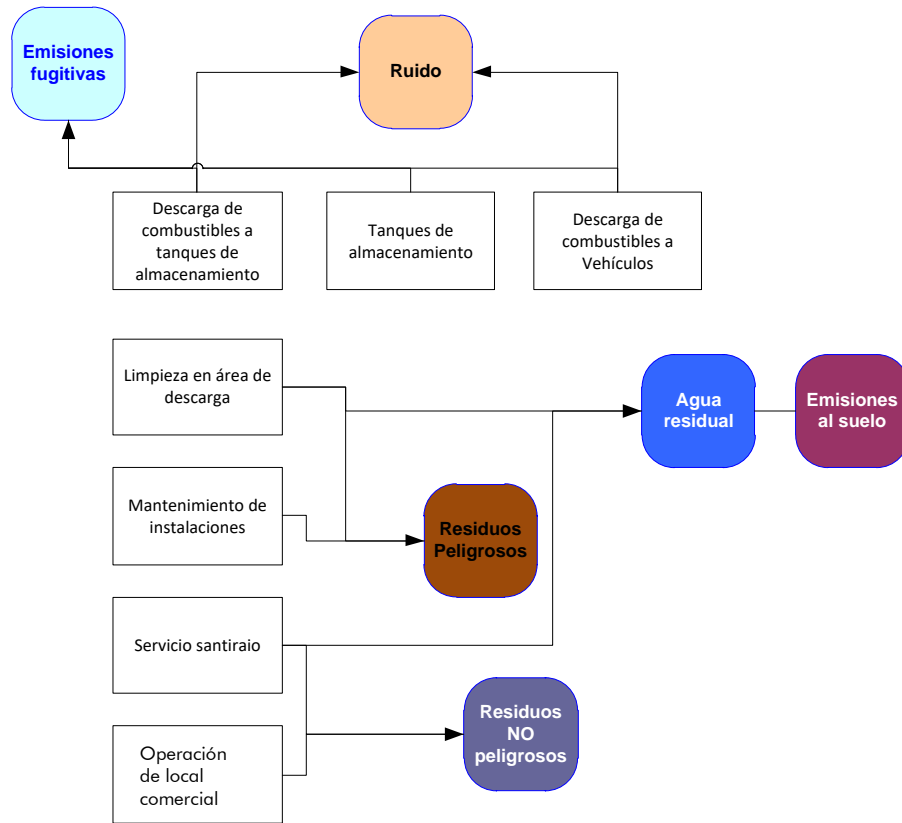 Emisiones
fugitivas
Ruido
Descarga de
combustibles a
tanques de
almacenamiento
Tanques de
almacenamiento
Descarga de
combustibles a
Vehículos
Limpieza en área de
descarga
Agua
residual
Emisiones
al suelo
Mantenimiento de
instalaciones
Residuos
Peligrosos
Servicio santiraio
Residuos
NO
peligrosos
Operación
de local
comercial